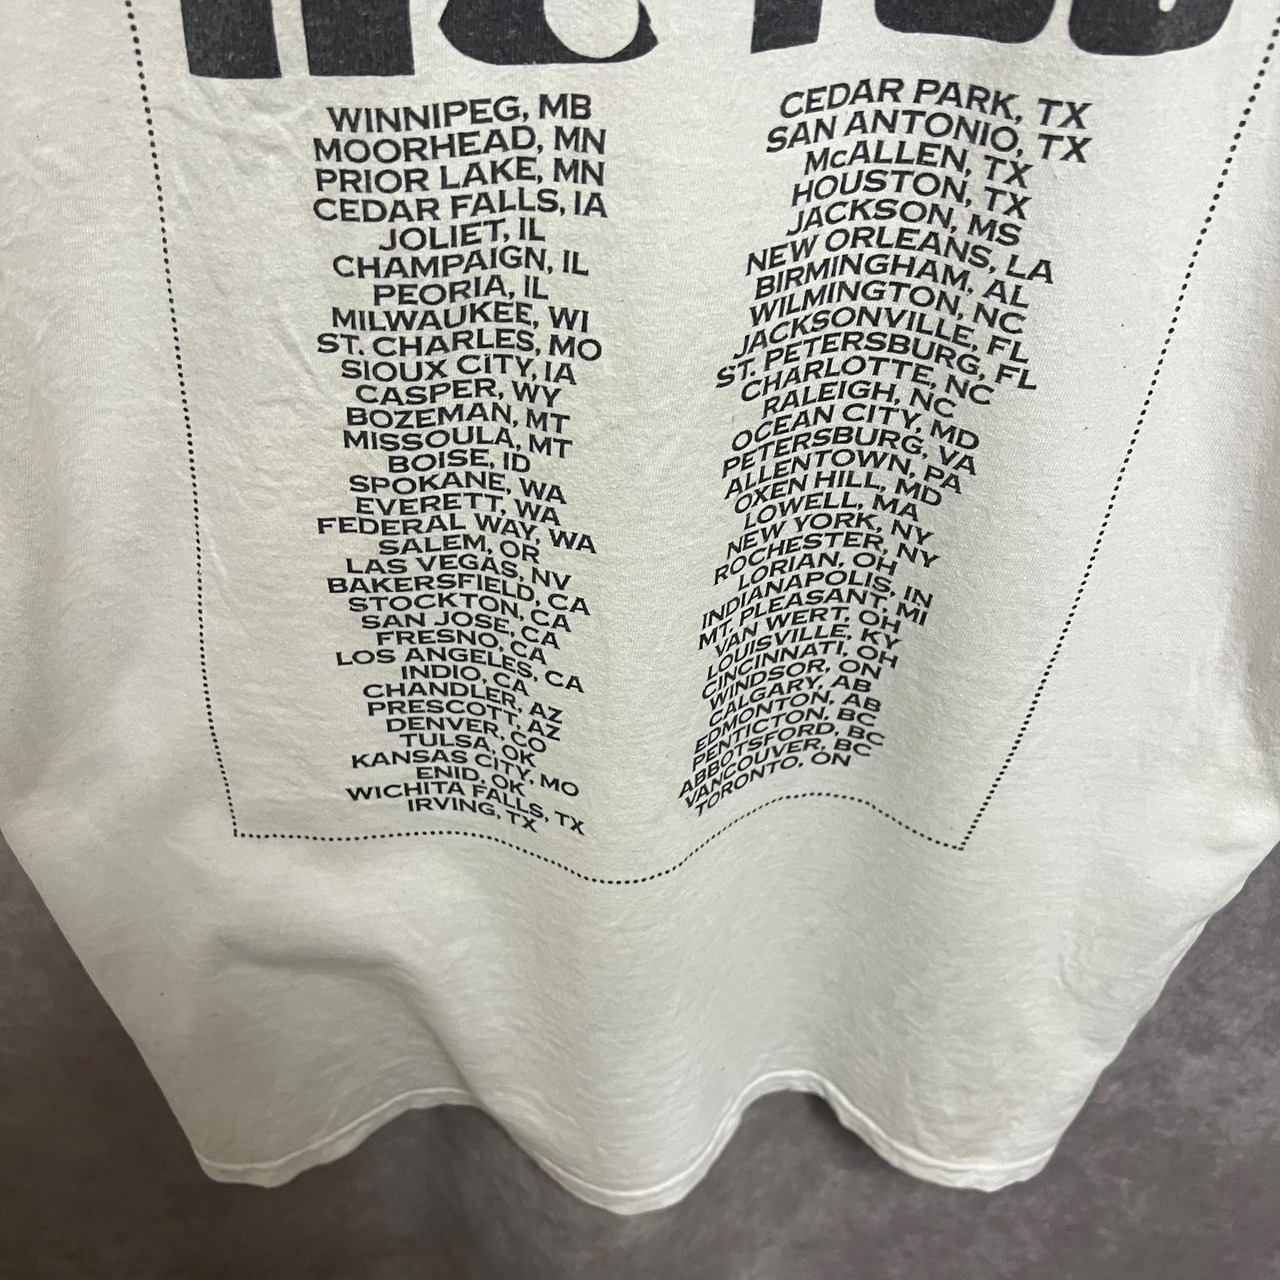 WINNIPEG, MB
MOORHEAD, MN
PRIOR LAKE, MN
CEDAR FALLS, IA
JOLIET, IL
CHAMPAIGN, IL
PEORIA, IL
MILWAUKEE, WI
ST. CHARLES, MO
SIOUX CITY, IA
CASPER, WY
BOZEMAN, MT
MISSOULA, MT
BOISE, ID
SPOKANE, WA
EVERETT, WA
FEDERAL WAY, WA
SALEM, OR
LAS VEGAS, NV
BAKERSFIELD, CA
STOCKTON, CA
SAN JOSE, CA
FRESNO, CA
LOS ANGELES, CA
INDIO, CA
CHANDLER, AZ
PRESCOTT, AZ
DENVER, CO
TULSA, OK
KANSAS CITY, MO
ENID, OK
WICHITA FALLS, TX
IRVING, TX
CEDAR PARK, TX
SAN ANTONIO, TX
McALLEN, TX
HOUSTON, TX
JACKSON, MS
NEW ORLEANS, LA
BIRMINGHAM, AL
WILMINGTON, NC
JACKSONVILLE, FL
ST. PETERSBURG, FL
CHARLOTTE, NC
RALEIGH, NC
OCEAN CITY, MD
PETERSBURG, VA
ALLENTOWN, PA
OXEN HILL, MD
LOWELL, MA
NEW YORK, NY
ROCHESTER, NY
LORIAN, OH
INDIANAPOLIS, IN
MT. PLEASANT, MI
VAN WERT, OH
LOUISVILLE, KY
CINCINNATI, OH
WINDSOR, ON
CALGARY, AB
EDMONTON, AB
PENTICTON, BC
ABBOTSFORD, BC
VANCOUVER, BC
TORONTO, ON